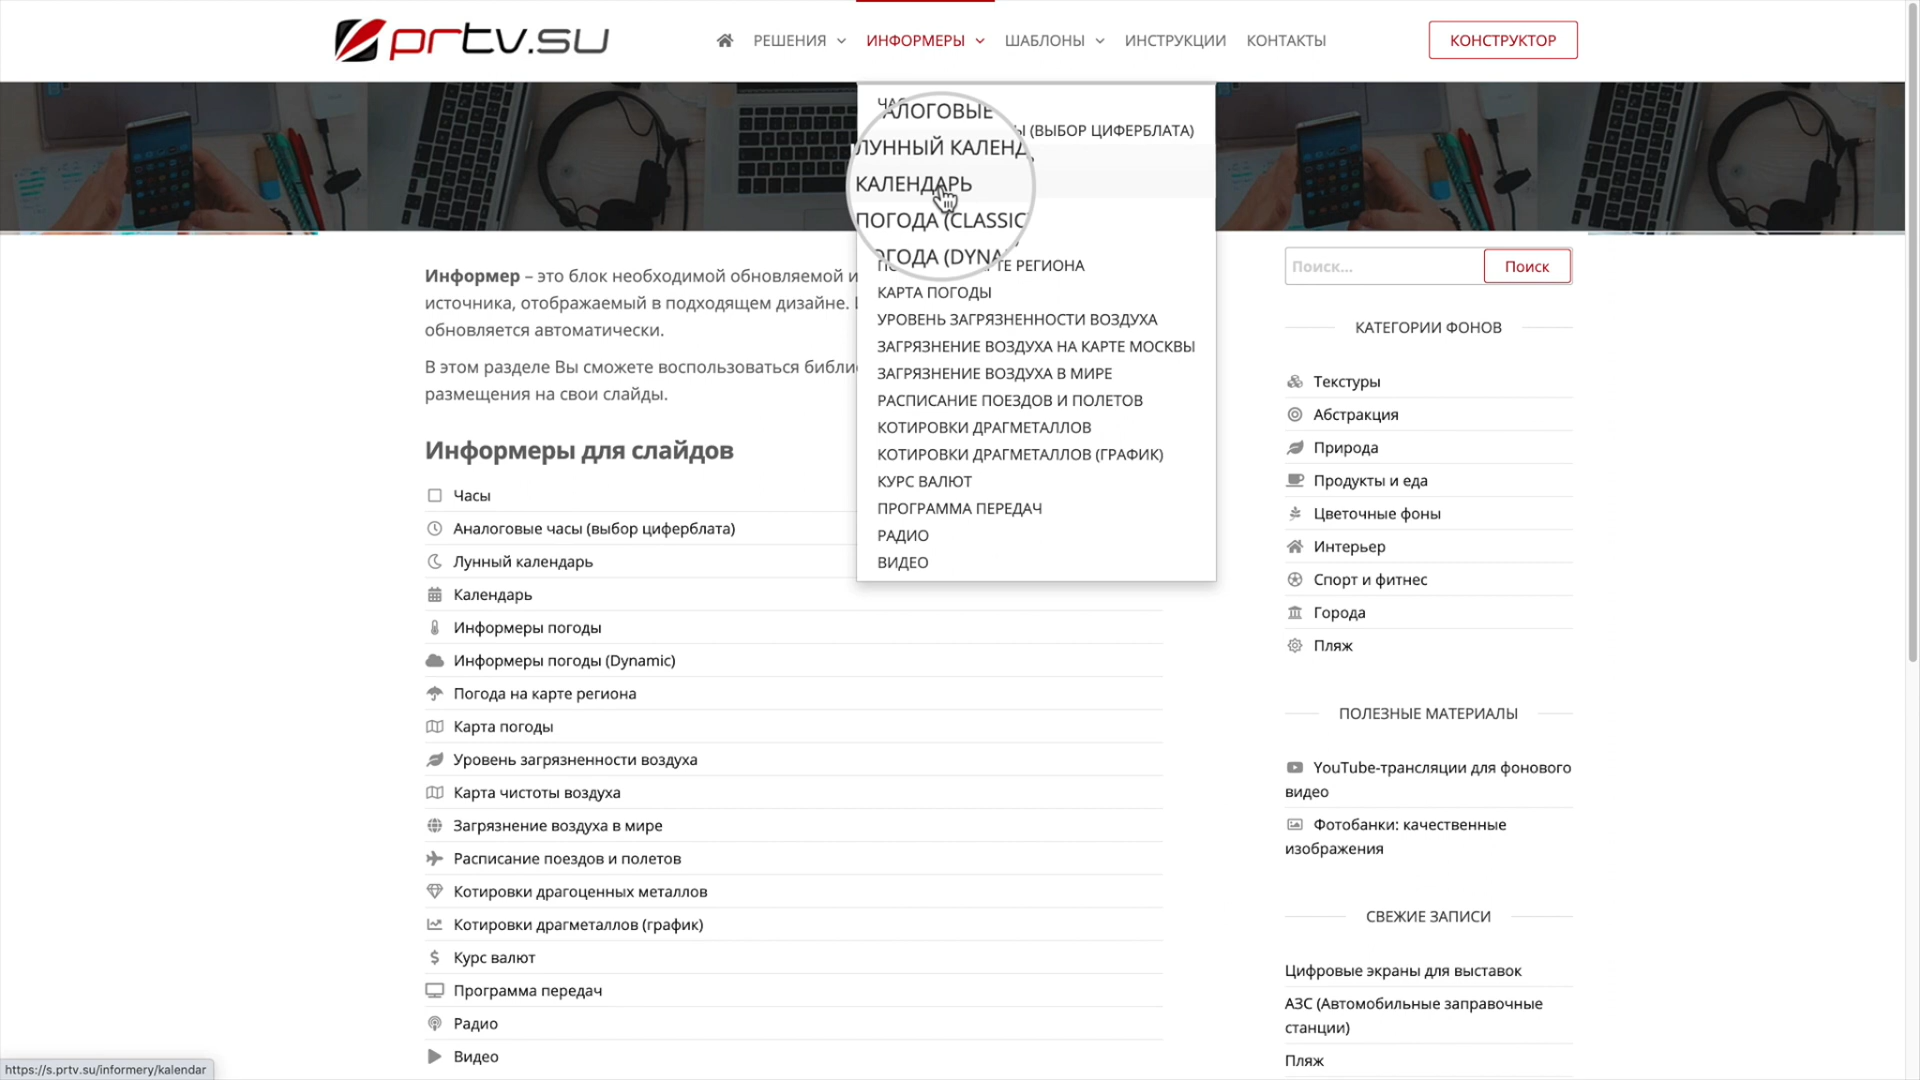 prtv.su
РЕШЕНИЯ
ИНФОРМЕРЫ
ШАБЛОНЫ
ИНСТРУКЦИИ
КОНТАКТЫ
КОНСТРУКТОР
АЛОГОВЫЕ
(ВЫБОР ЦИФЕРБЛАТА)
ЛУННЫЙ КАЛЕНД
КАЛЕНДАРЬ
ПОГОДА (CLASSIC
ОГОДА (DYNA
РЕГИОНА
КАРТА ПОГОДЫ
УРОВЕНЬ ЗАГРЯЗНЕННОСТИ ВОЗДУХА
ЗАГРЯЗНЕНИЕ ВОЗДУХА НА КАРТЕ МОСКВЫ
ЗАГРЯЗНЕНИЕ ВОЗДУХА В МИРЕ
РАСПИСАНИЕ ПОЕЗДОВ И ПОЛЕТОВ
КОТИРОВКИ ДРАГМЕТАЛЛОВ
КОТИРОВКИ ДРАГМЕТАЛЛОВ (ГРАФИК)
КУРС ВАЛЮТ
ПРОГРАММА ПЕРЕДАЧ
РАДИО
ВИДЕО
Информер – это блок необходимой обновляемой и
источника, отображаемый в подходящем дизайне.
обновляется автоматически.
В этом разделе Вы сможете воспользоваться библи
размещения на свои слайды.
Информеры для слайдов
Часы
Аналоговые часы (выбор циферблата)
Лунный календарь
Календарь
Информеры погоды
Информеры погоды (Dynamic)
Погода на карте региона
Карта погоды
Уровень загрязненности воздуха
Карта чистоты воздуха
Загрязнение воздуха в мире
Расписание поездов и полетов
Котировки драгоценных металлов
Котировки драгметаллов (график)
Курс валют
Программа передач
Радио
Видео
Поиск...
Поиск
КАТЕГОРИИ ФОНОВ
Текстуры
Абстракция
Природа
Продукты и еда
Цветочные фоны
Интерьер
Спорт и фитнес
Города
Пляж
ПОЛЕЗНЫЕ МАТЕРИАЛЫ
YouTube-трансляции для фонового
видео
Фотобанки: качественные
изображения
СВЕЖИЕ ЗАПИСИ
Цифровые экраны для выставок
АЗС (Автомобильные заправочные
станции)
Пляж
https://s.prtv.su/informery/kalendar